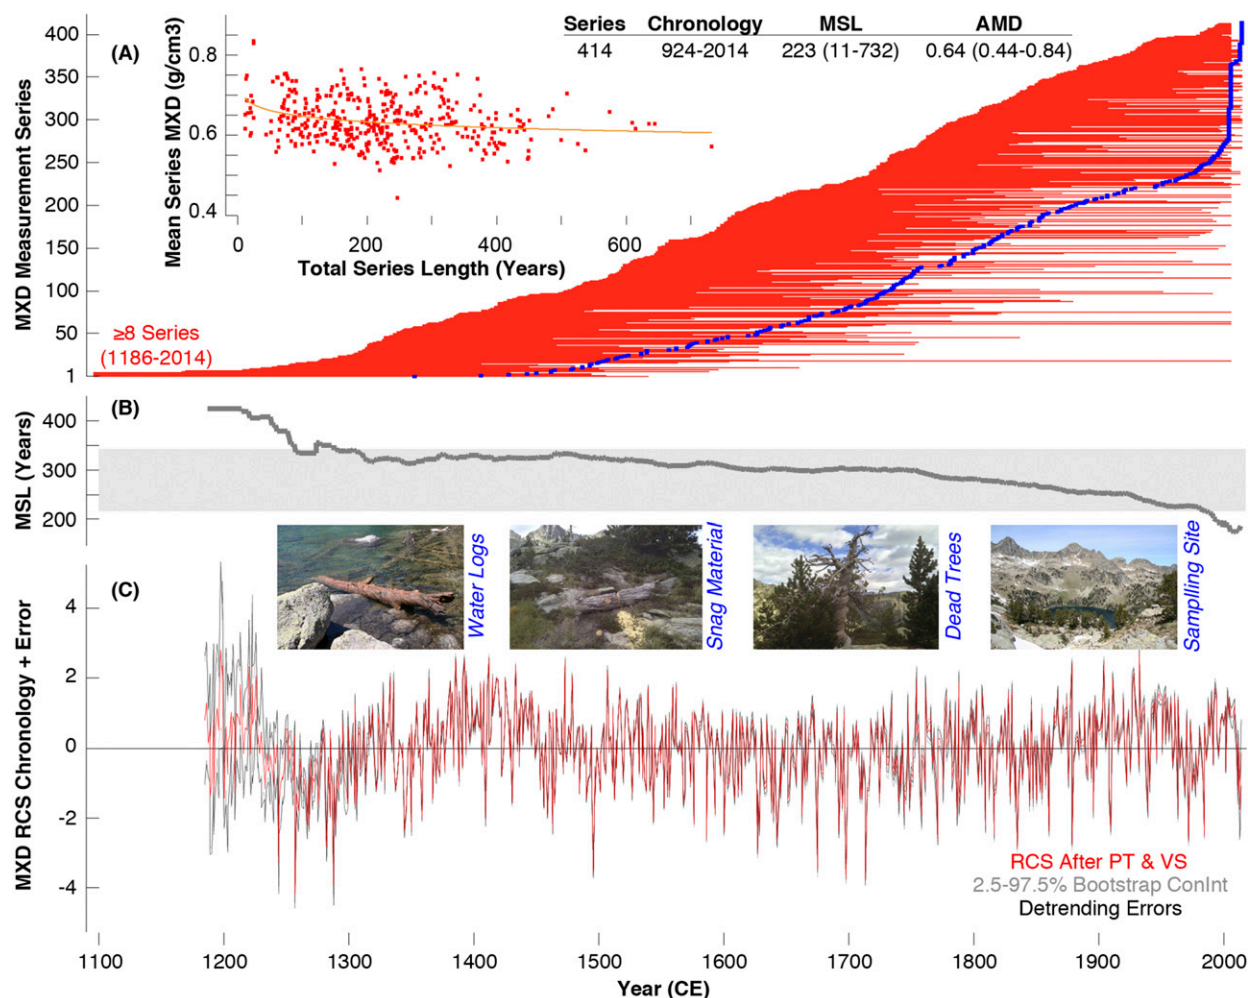 (A)
MXD Measurement Series
400
350
300
250
200
150
100
50
1
≥8 Series
(1186-2014)
Mean Series MXD (g/cm3)
0.8
0.6
0.4
0
200
400
600
Total Series Length (Years)
Series Chronology MSL AMD
414 924-2014 223 (11-732) 0.64 (0.44-0.84)
(B)
MSL (Years)
400
300
200
Water Logs
Snag Material
Dead Trees
Samplling Site
(C)
MXD RCS Chronology + Error
4
2
0
-2
-4
RCS After PT & VS
2.5-97.5% Bootstrap ConInt
Detrending Errors
1100 1200 1300 1400 1500 1600 1700 1800 1900 2000
Year (CE)